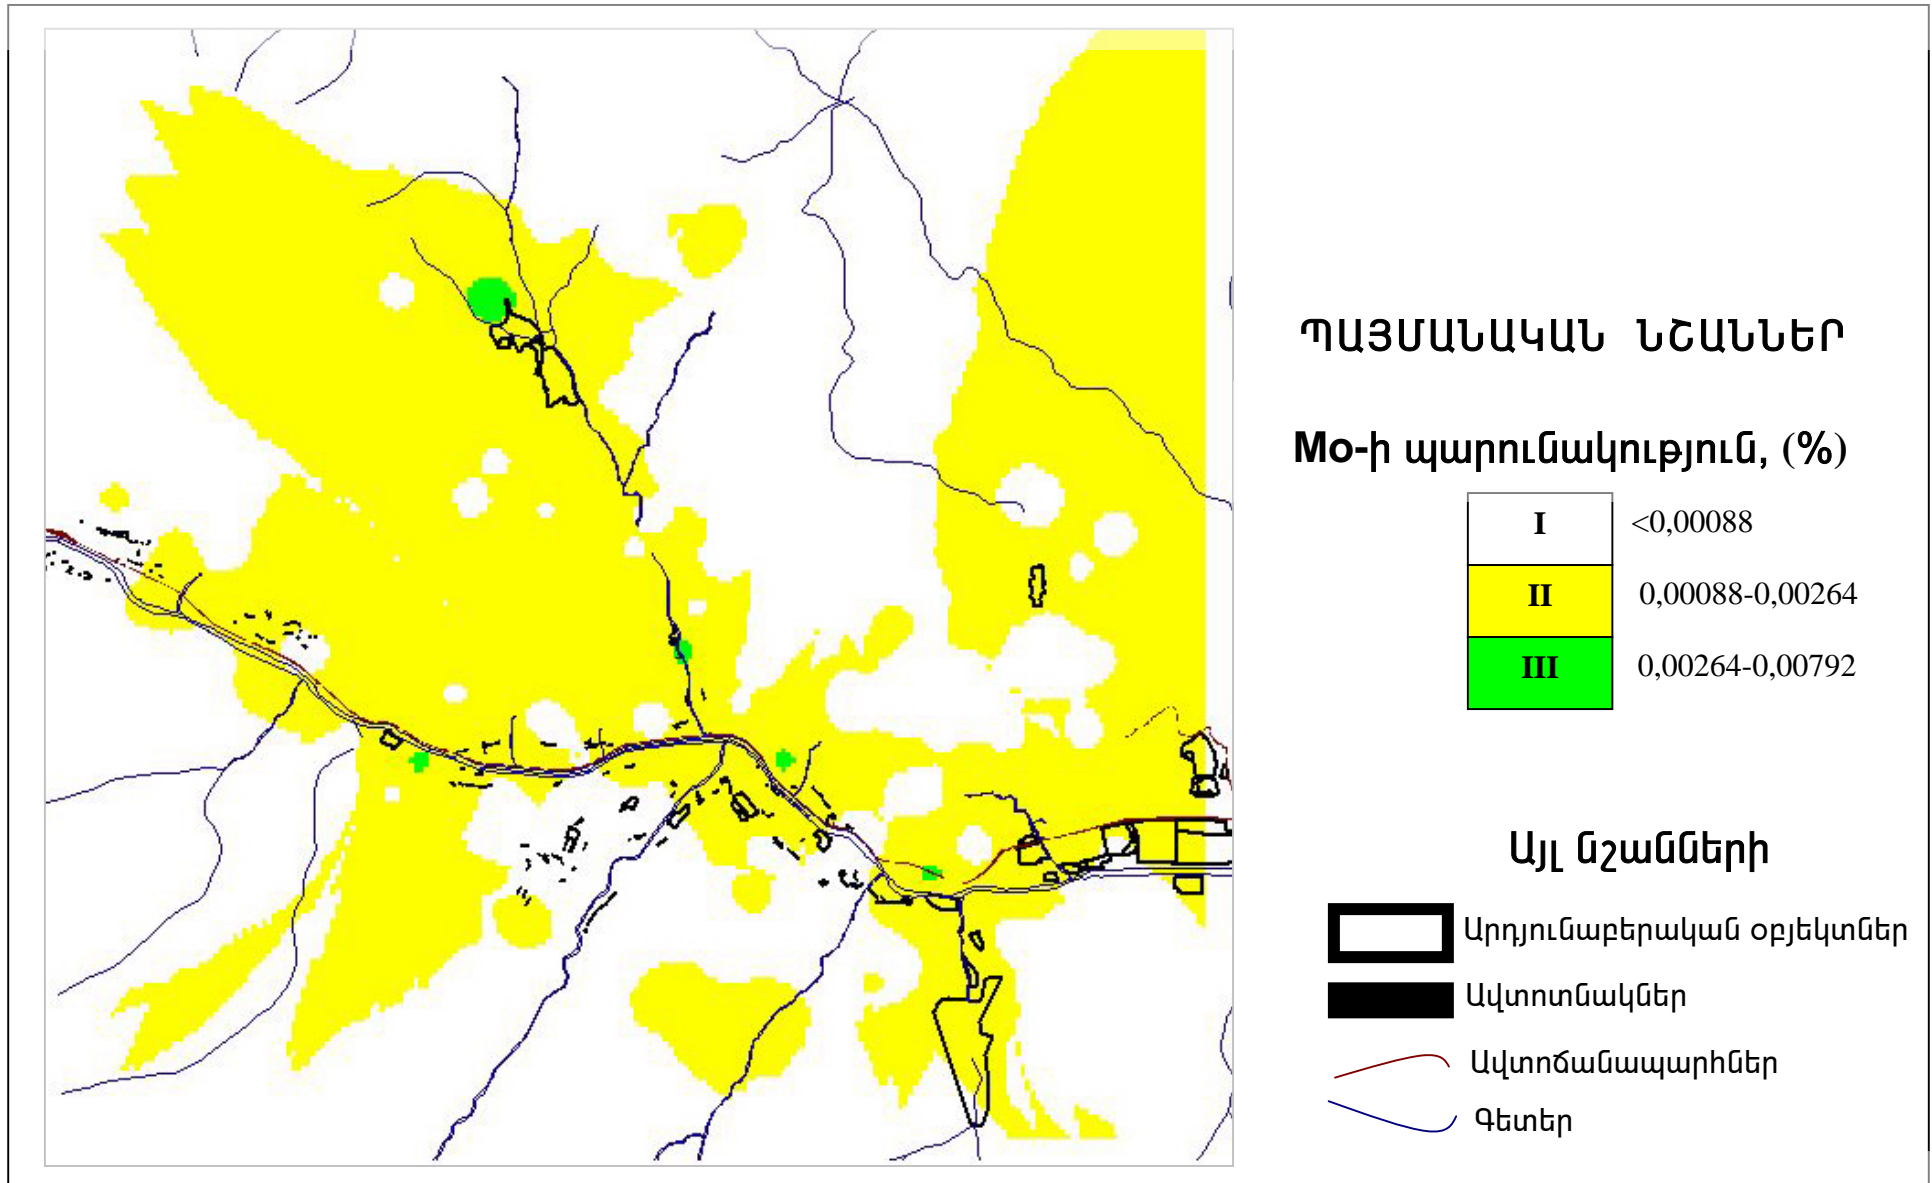 ՊԱՅՄԱՆԱԿԱՆ ՆՇԱՆՆԵՐ
Mo-ի պարունակություն, (%)
I <0,00088
II 0,00088-0,00264
III 0,00264-0,00792
Այլ նշանների
Արդյունաբերական օբյեկտներ
Ավտոտնակներ
Ավտոճանապարհներ
Գետեր